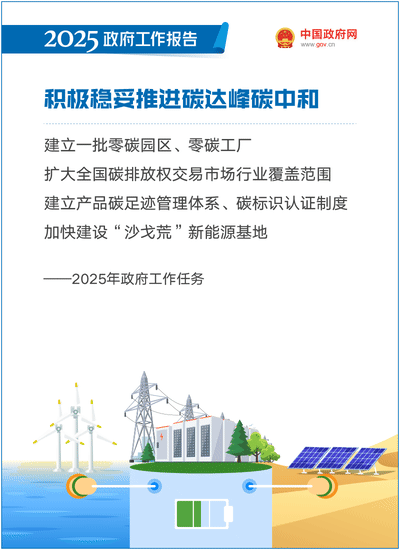 2025政府工作报告
中国政府网
www.gov.cn
积极稳妥推进碳达峰碳中和
建立一批零碳园区、零碳工厂
扩大全国碳排放权交易市场行业覆盖范围
建立产品碳足迹管理体系、碳标识认证制度
加快建设“沙戈荒”新能源基地
——2025年政府工作任务